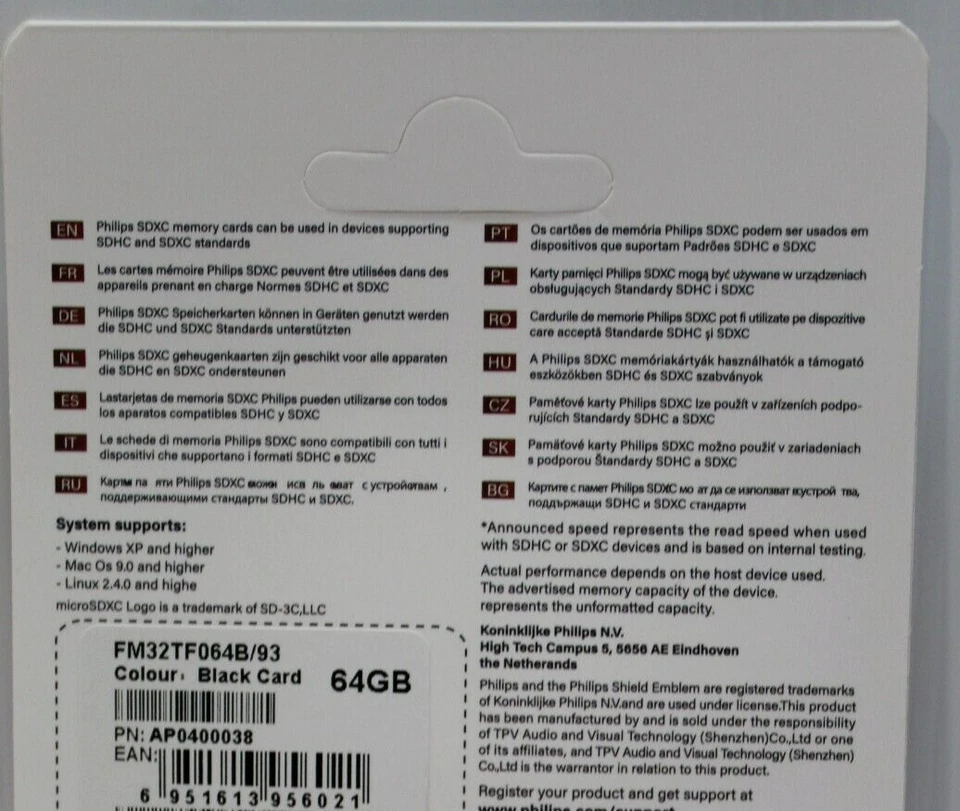 EN Philips SDXC memory cards can be used in devices supporting
SDHC and SDXC standards
FR Les cartes mémoire Philips SDXC peuvent être utilisées dans des
appareils prenant en charge Normes SDHC et SDXC
DE Philips SDXC Speicherkarten können in Geräten genutzt werden
die SDHC und SDXC Standards unterstützten
NL Philips SDXC geheugenkaarten zijn geschikt voor alle apparaten
die SDHC en SDXC ondersteunen
ES Lastarjetas de memoria SDXC Philips pueden utilizarse con todos
los aparatos compatibles SDHC y SDXC
IT Le schede di memoria Philips SDXC sono compatibili con tutti i
dispositivi che supportano i formati SDHC e SDXC
RU Philips SDXC с устройствам ,
поддерживающими стандарты SDHC и SDXC.
System supports:
- Windows XP and higher
- Mac Os 9.0 and higher
- Linux 2.4.0 and highe
microSDXC Logo is a trademark of SD-3C,LLC
FM32TF064B/93
Colour: Black Card 64GB
PN: AP0400038
EAN:
6 951613 956021
PT Os cartões de memória Philips SDXC podem ser usados em
dispositivos que suportam Padrões SDHC e SDXC
PL Karty pamięci Philips SDXC mogą być używane w urządzeniach
obsługujących Standardy SDHC i SDXC
RO Cardurile de memorie Philips SDXC pot fi utilizate pe dispozitive
care acceptă Standarde SDHC și SDXC
HU A Philips SDXC memóriakártyák használhatók a támogató
eszközökben SDHC és SDXC szabványok
CZ Paměťové karty Philips SDXC lze použít v zařízeních podpo-
rujících Standardy SDHC a SDXC
SK Pamäťové karty Philips SDXC možno použiť v zariadeniach
s podporou Štandardy SDHC a SDXC
BG Картите с памет Philips SDXC да се използват
поддържащи SDHC и SDXC стандарти
*Announced speed represents the read speed when used
with SDHC or SDXC devices and is based on internal testing.
Actual performance depends on the host device used.
The advertised memory capacity of the device.
represents the unformatted capacity.
Koninklijke Philips N.V.
High Tech Campus 5, 5656 AE Eindhoven
the Netherands
Philips and the Philips Shield Emblem are registered trademarks
of Koninklijke Philips N.V.and are used under license.This product
has been manufactured by and is sold under the responsibility
of TPV Audio and Visual Technology (Shenzhen)Co.,Ltd or one
of its affiliates, and TPV Audio and Visual Technology (Shenzhen)
Co.,Ltd is the warrantor in relation to this product.
Register your product and get support at
www.philips.com/support